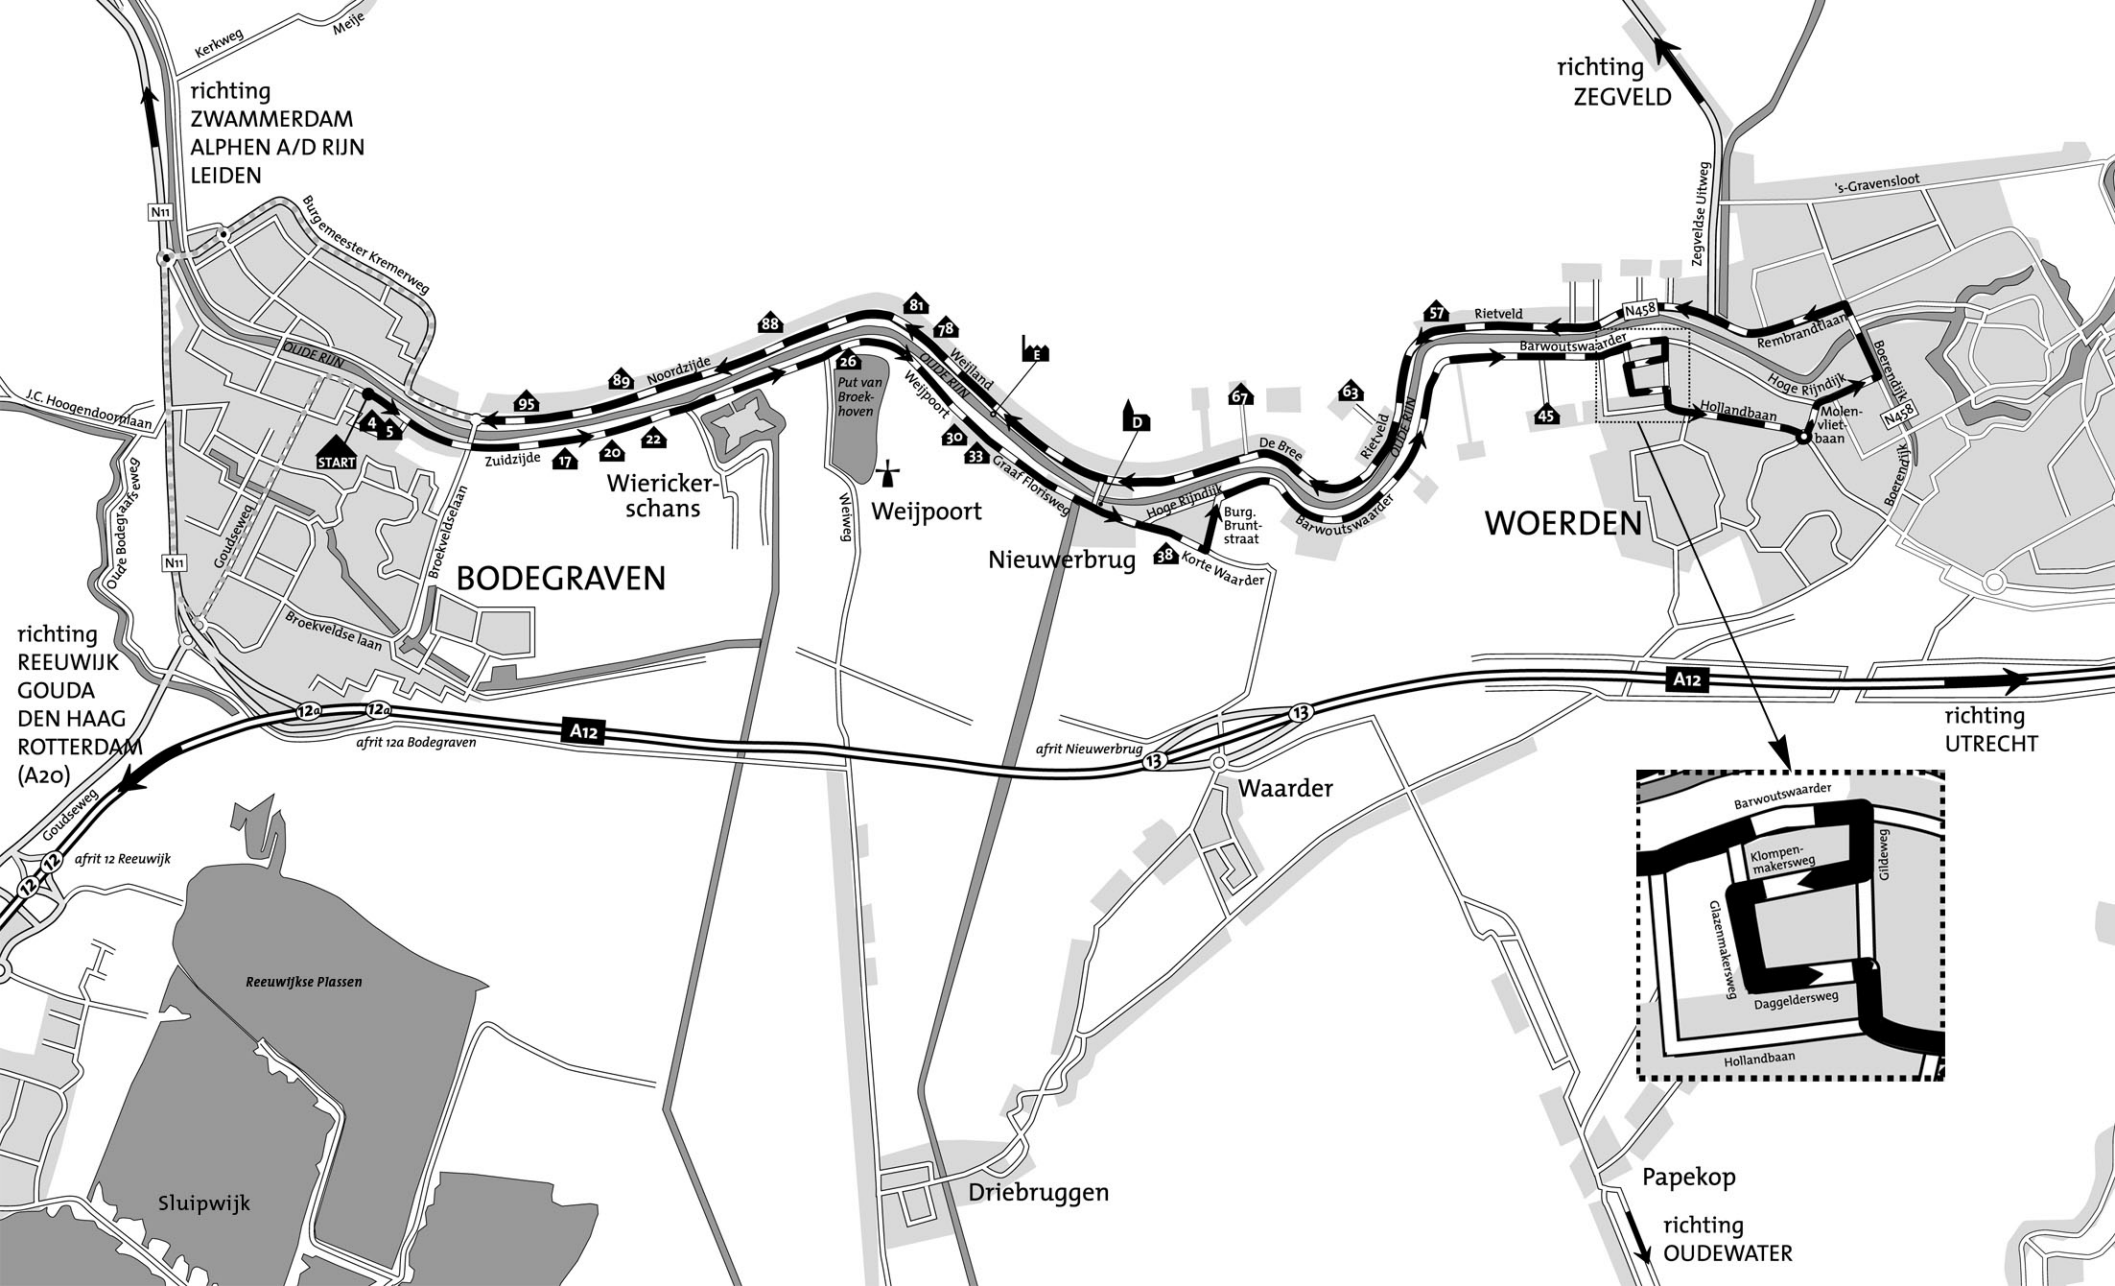 Kerkweg
Meije
richting
ZWAMMERDAM
ALPHEN A/D RIJN
LEIDEN
N11
Burgemeester Kremerweg
richting
ZEGVELD
Zegveldse Uitweg
's-Gravensloot
OUDE RIJN
J.C. Hoogendoorplaan
4
5
START
95
89
Noordzijde
88
81
78
Weijland
E
OUDE RIJN
Weijpoort
26
Put van
Broek-
hoven
Zuidzijde
17
20
22
Wiericker-
schans
30
33
Graaf Florisweg
D
67
63
57
Rietveld
N458
Barwoutswaarder
45
Rembrandtlaan
Hoge Rijndijk
Boerendijk
N458
Hollandbaan
Molen-
vliet-
baan
Boerendijk
De Bree
Rietveld
OUDE RIJN
Hoge Rijndijk
Burg.
Brunt-
straat
Barwoutswaarder
38
Korte Waarder
Weijpoort
Weiweg
Nieuwerbrug
WOERDEN
Oude Bodegraafseweg
Goudseweg
Broekveldselaan
N11
BODEGRAVEN
Broekveldse laan
richting
REEUWIJK
GOUDA
DEN HAAG
ROTTERDAM
(A20)
12a
12a
A12
afrit 12a Bodegraven
afrit Nieuwerbrug
13
13
A12
richting
UTRECHT
Waarder
Goudseweg
12
12
afrit 12 Reeuwijk
Reeuwijkse Plassen
Sluipwijk
Driebruggen
Barwoutswaarder
Klompen-
makersweg
Gildeweg
Glazenmakersweg
Daggeldersweg
Hollandbaan
Papekop
richting
OUDEWATER